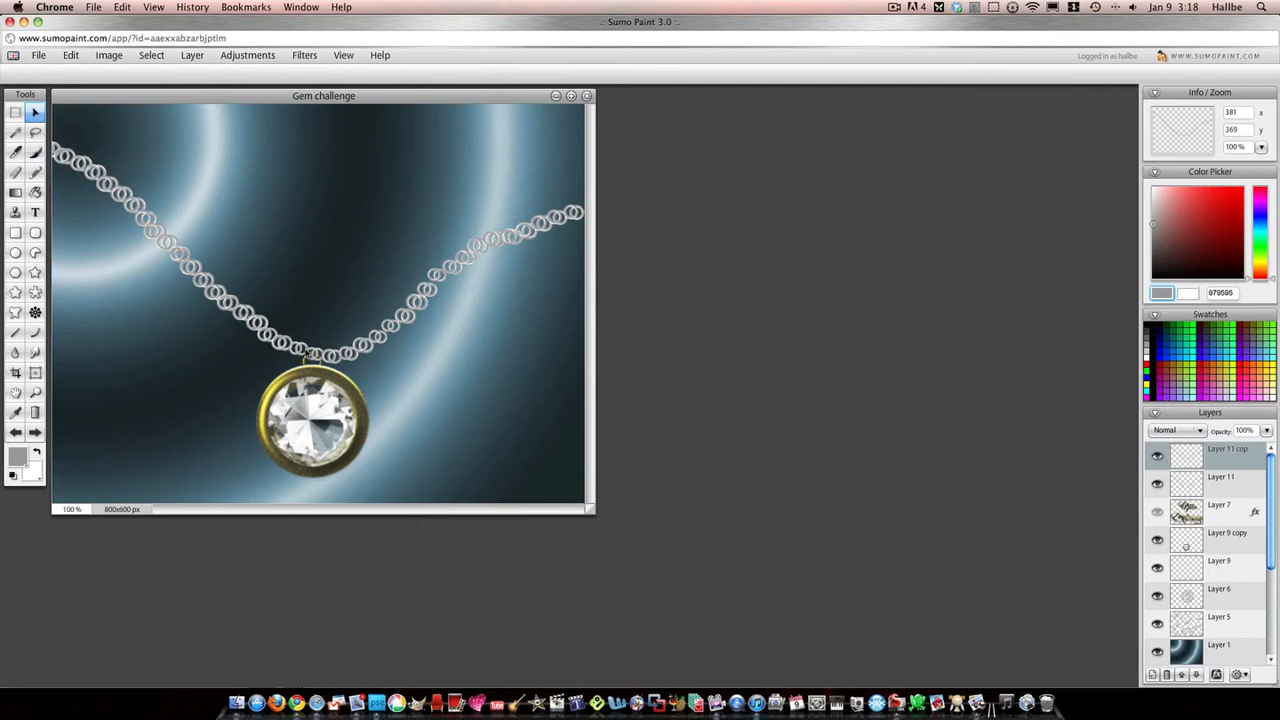 Chrome File Edit View History Bookmarks Window Help 4 1 Jan 9 3:18 Hallbe
.: Sumo Paint 3.0 :.
www.sumopaint.com/app/?id=aaexxabzarbjptlm
File Edit Image Select Layer Adjustments Filters View Help Logged in as hallbe WWW.SUMOPAINT.COM
Tools
Gem challenge
T
100 % 800x600 px
Info / Zoom
381 x
369 y
100 %
Color Picker
979595
Swatches
Layers
Normal Opacity: 100%
Layer 11 cop
Layer 11
Layer 7 fx
Layer 9 copy
Layer 9
Layer 6
Layer 5
Layer 1